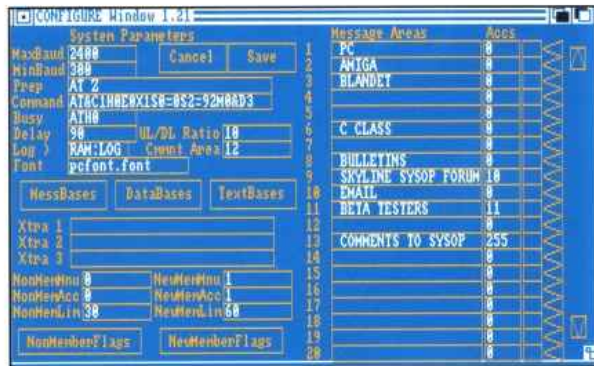 CONFIGURE Window 1.21
System Parameters
MaxBaud 2400
MinBaud 300
Cancel
Save
Prep AT Z
Command AT&C1H0E0X1S0=0S2=92M0&D3
Busy ATH0
Delay 90
UL/DL Ratio 10
Log > RAM:LOG
Cmmnt Area 12
Font pcfont.font
MessBases
DataBases
TextBases
Xtra 1
Xtra 2
Xtra 3
NonMemMnu 0
NewMemMnu 1
NonMemAcc 0
NewMemAcc 1
NonMemLim 30
NewMemLim 60
NonMemberFlags
NewMemberFlags
Message Areas Accs
1 PC 0
2 AMIGA 0
3 BLANDET 0
4 0
5 0
6 C CLASS 0
7 0
8 BULLETINS 0
9 SKYLINE SYSOP FORUM 10
10 EMAIL 0
11 BETA TESTERS 11
12 0
13 COMMENTS TO SYSOP 255
14 0
15 0
16 0
17 0
18 0
19 0
20 0